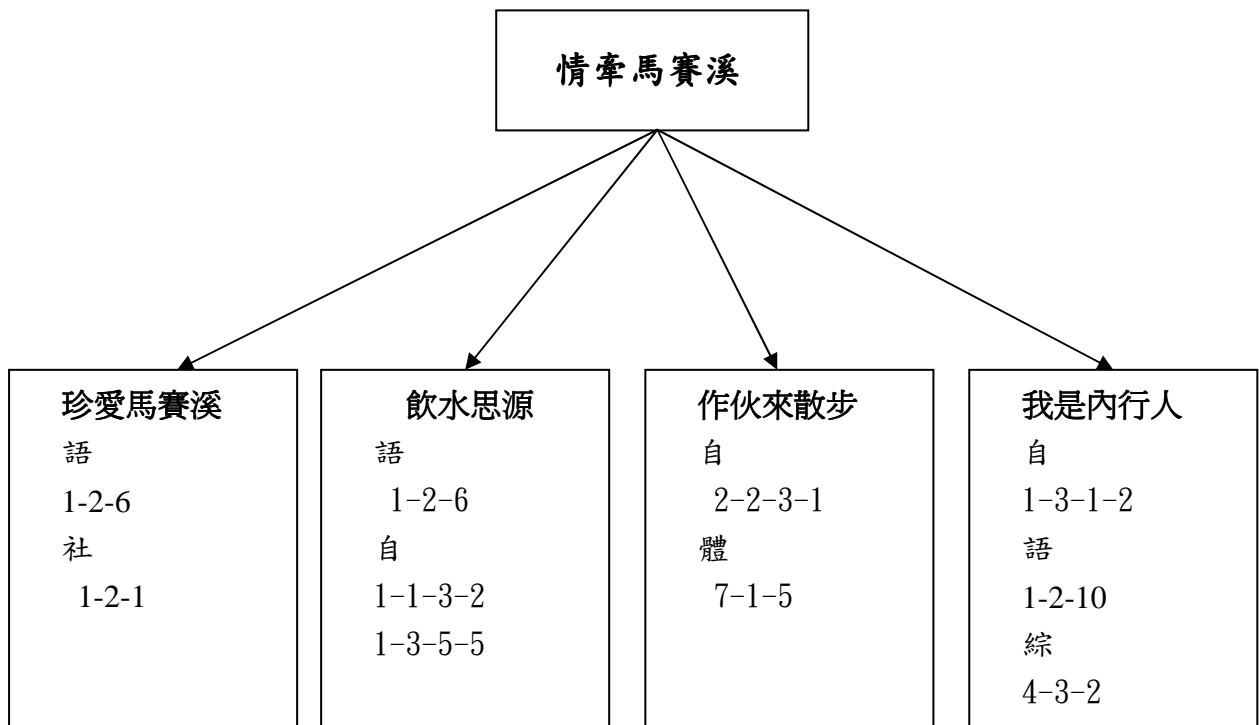 情牽馬賽溪
珍愛馬賽溪
語
1-2-6
社
1-2-1
飲水思源
語
1-2-6
自
1-1-3-2
1-3-5-5
作伙來散步
自
2-2-3-1
體
7-1-5
我是內行人
自
1-3-1-2
語
1-2-10
綜
4-3-2